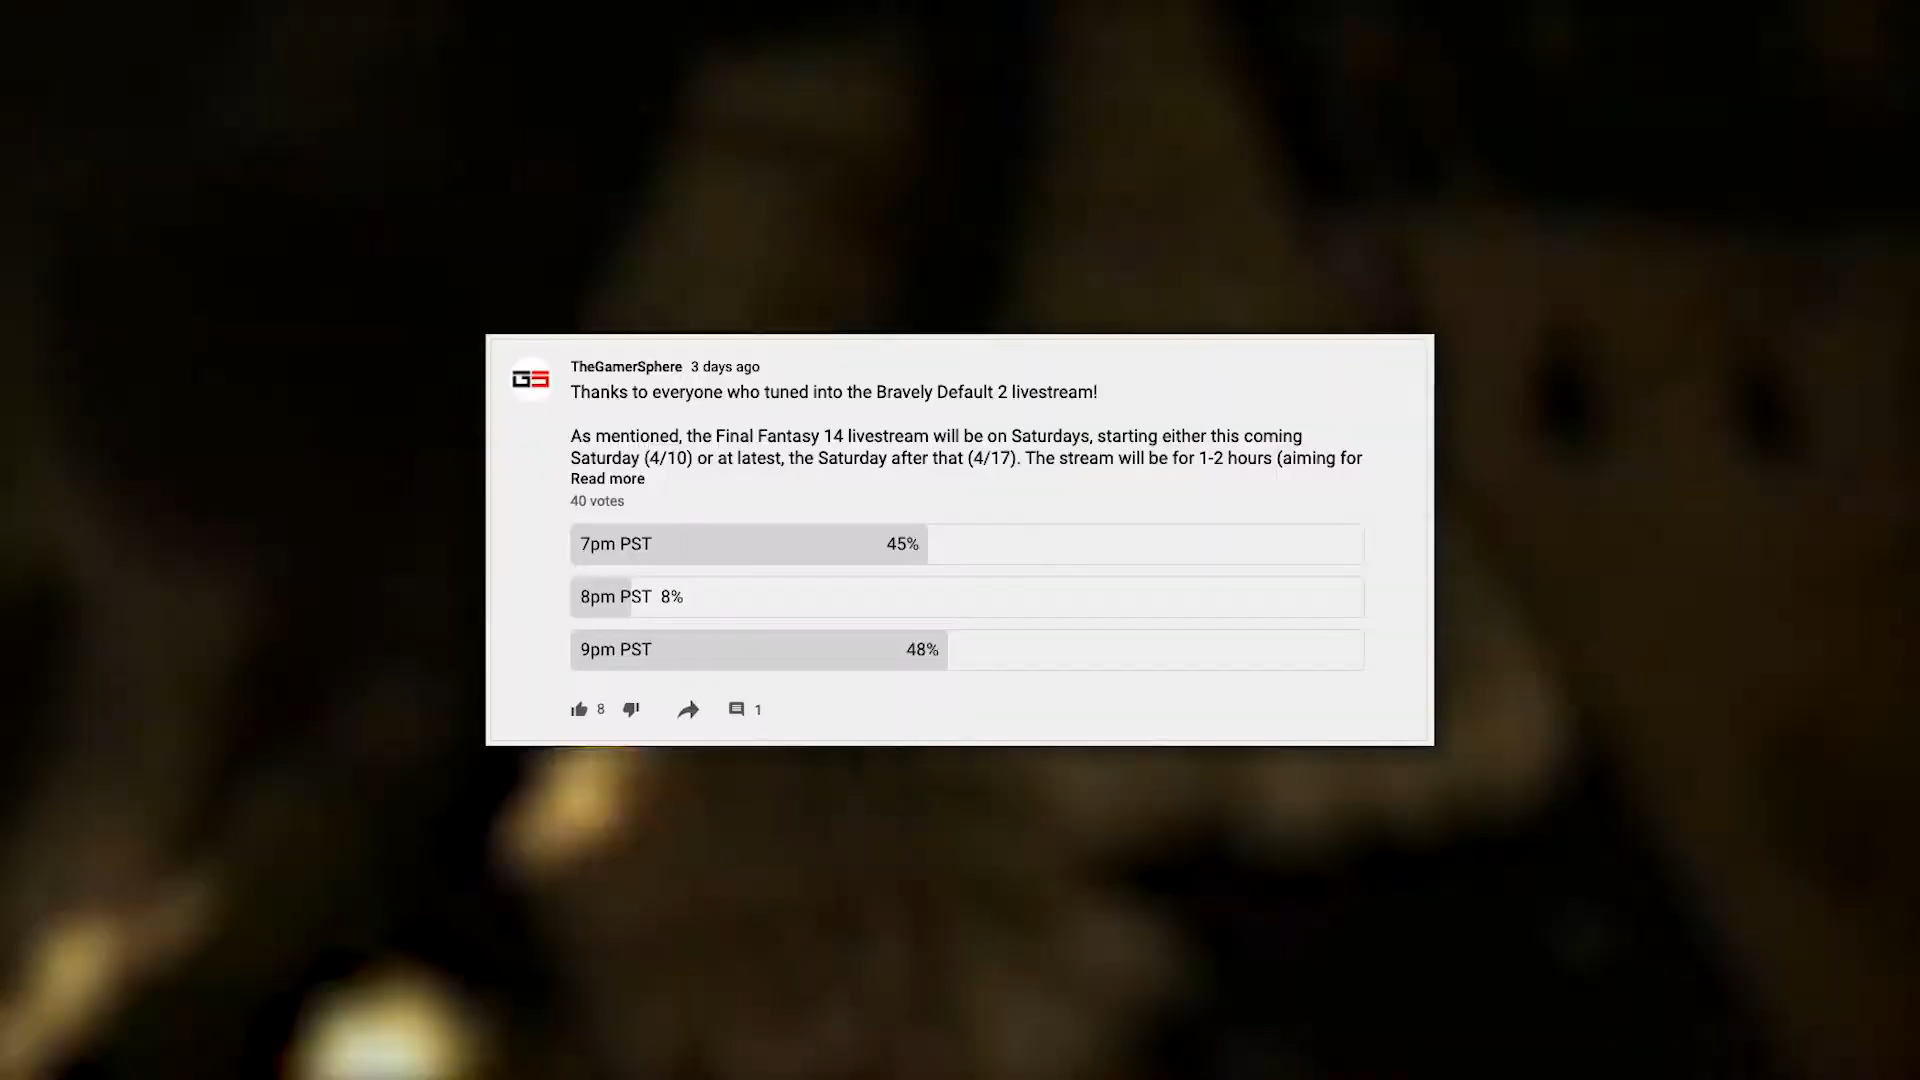 GS
TheGamerSphere 3 days ago
Thanks to everyone who tuned into the Bravely Default 2 livestream!
As mentioned, the Final Fantasy 14 livestream will be on Saturdays, starting either this coming
Saturday (4/10) or at latest, the Saturday after that (4/17). The stream will be for 1-2 hours (aiming for
Read more
40 votes
7pm PST 45%
8pm PST 8%
9pm PST 48%
8 1